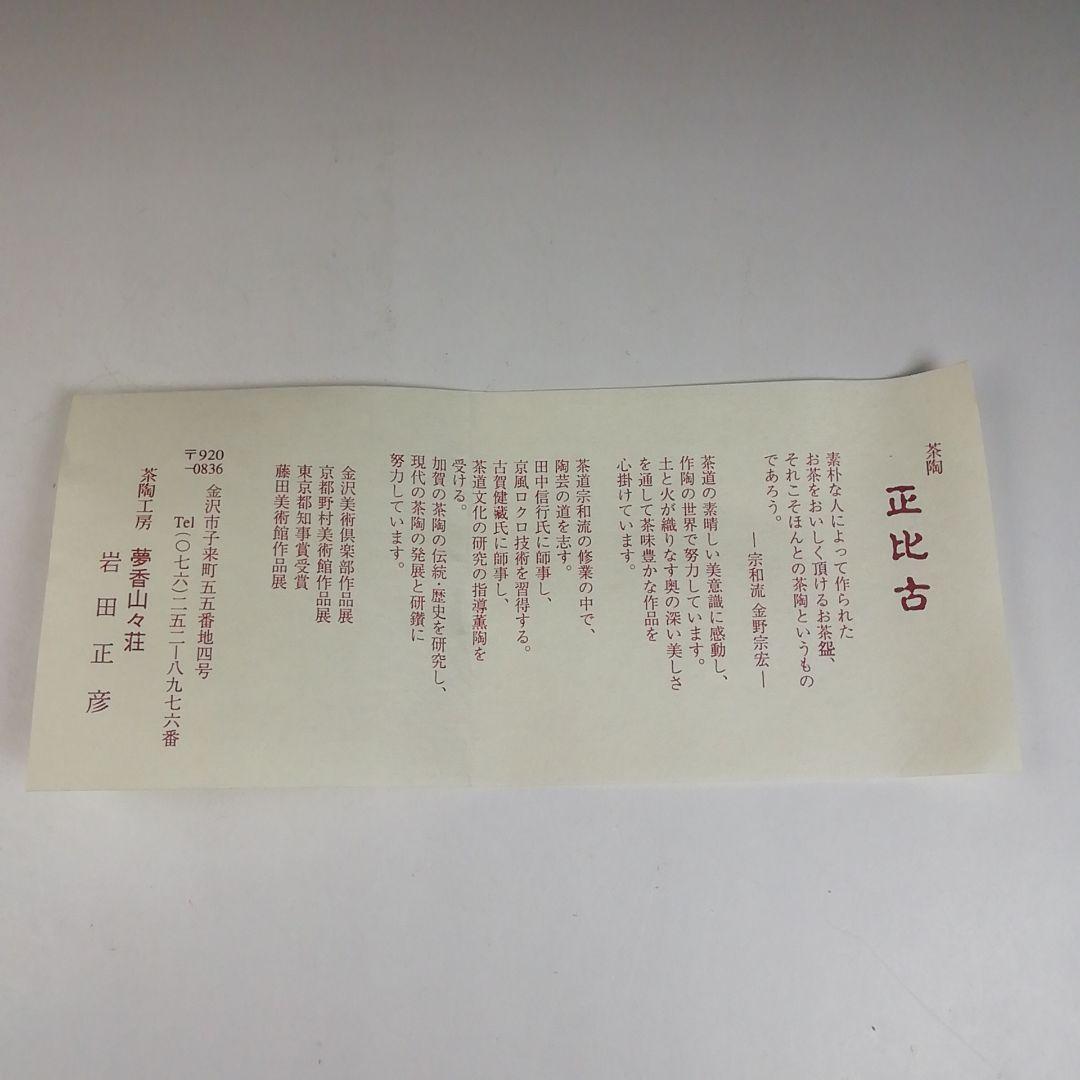 茶陶
正比古
素朴な人によって作られた
お茶をおいしく頂けるお茶盌、
それこそほんとの茶陶というもの
であろう。
―宗和流 金野宗宏―
茶道の素晴しい美意識に感動し、
作陶の世界で努力しています。
土と火が織りなす奥の深い美しさ
を通して茶味豊かな作品を
心掛けています。
茶道宗和流の修業の中で、
陶芸の道を志す。
田中信行氏に師事し、
京風ロクロ技術を習得する。
古賀健蔵氏に師事し、
茶道文化の研究の指導薫陶を
受ける。
加賀の茶陶の伝統・歴史を研究し、
現代の茶陶の発展と研鑽に
努力しています。
金沢美術倶楽部作品展
京都野村美術館作品展
東京都知事賞受賞
藤田美術館作品展
〒920-0836 金沢市子来町五五番地四号
Tel(〇七六)二五二―八九七六番
茶陶工房 夢香山々荘
岩田正彦